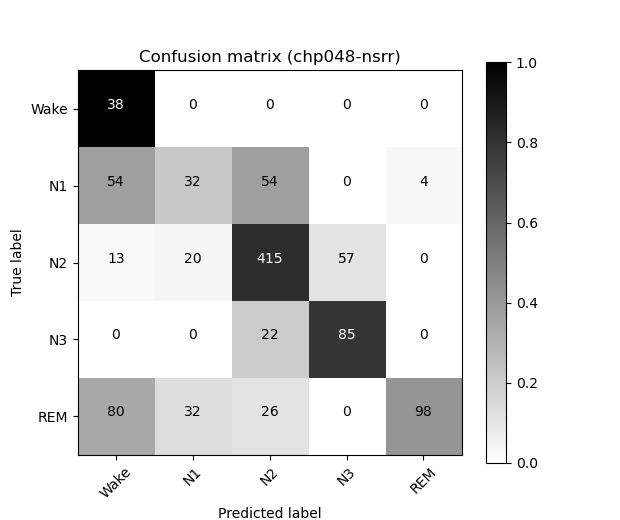 Confusion matrix (chp048-nsrr)
True label
Wake 38 0 0 0 0
N1 54 32 54 0 4
N2 13 20 415 57 0
N3 0 0 22 85 0
REM 80 32 26 0 98
Wake N1 N2 N3 REM
Predicted label
1.0
0.8
0.6
0.4
0.2
0.0